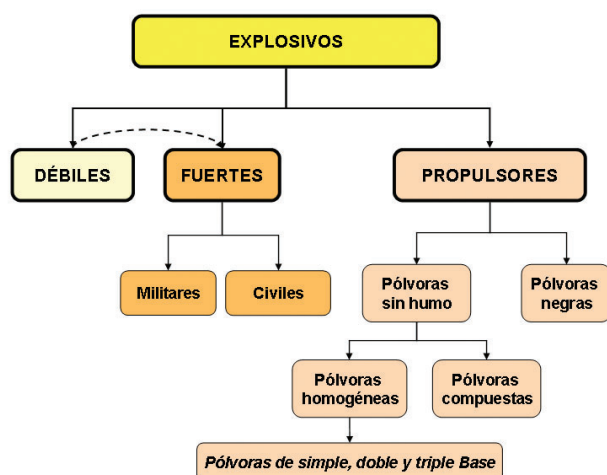 EXPLOSIVOS
DÉBILES
FUERTES
PROPULSORES
Militares
Civiles
Pólvoras
sin humo
Pólvoras
negras
Pólvoras
homogéneas
Pólvoras
compuestas
Pólvoras de simple, doble y triple Base